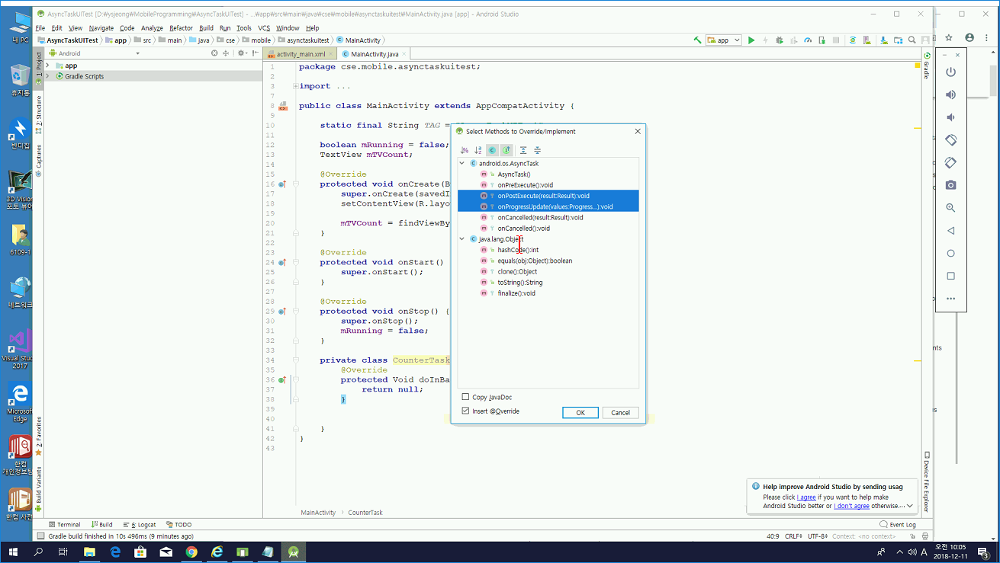 AsyncTaskUITest [D:₩ysjeong₩MobileProgramming₩AsyncTaskUITest] - ...₩app₩src₩main₩java₩cse₩mobile₩asynctaskuitest₩MainActivity.java [app] - Android Studio
File Edit View Navigate Code Analyze Refactor Build Run Tools VCS Window Help
AsyncTaskUITest app src main java cse mobile asynctaskuitest MainActivity
app
Android
activity_main.xml MainActivity.java
app
Gradle Scripts
1: Project
Z: Structure
Captures
2: Favorites
Build Variants
Gradle
Device File Explorer
내 PC
휴지통
반디집
3D Vision
포토 뷰어
6109-1
네트워크
Visual Studio
2017
Microsoft
Edge
한컴
한컴 사전
1 package cse.mobile.asynctaskuitest;
2
3 import ...
7
8 public class MainActivity extends AppCompatActivity {
9
10 static final String TAG =
11
12 boolean mRunning = false;
13 TextView mTVCount;
14
15 @Override
16 protected void onCreate(B
17 super.onCreate(savedI
18 setContentView(R.layo
19
20 mTVCount = findViewBy
21 }
22
23 @Override
24 protected void onStart()
25 super.onStart();
26 }
27
28 @Override
29 protected void onStop() {
30 super.onStop();
31 mRunning = false;
32 }
33
34 private class CounterTask
35 @Override
36 protected Void doInBa
37 return null;
38 }
39
40
41 }
42 }
43
MainActivity CounterTask
Select Methods to Override/Implement
android.os.AsyncTask
AsyncTask()
onPreExecute():void
onPostExecute(result:Result):void
onProgressUpdate(values:Progress...):void
onCancelled(result:Result):void
onCancelled():void
java.lang.Object
hashCode():int
equals(obj:Object):boolean
clone():Object
toString():String
finalize():void
Copy JavaDoc
Insert @Override
OK Cancel
Help improve Android Studio by sending usag
Please click I agree if you want to help make
Android Studio better or I don't agree otherwise....
Terminal Build 6: Logcat TODO Event Log
Gradle build finished in 10s 496ms (9 minutes ago) 40:9 CRLF UTF-8 Context: <no context>
오전 10:05
2018-12-11
A
3